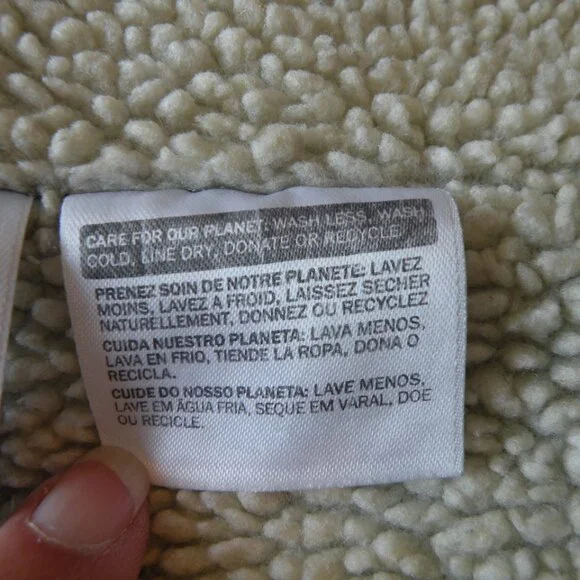 CARE FOR OUR PLANET: WASH LESS, WASH
COLD, LINE DRY, DONATE OR RECYCLE
PRENEZ SOIN DE NOTRE PLANETE: LAVEZ
MOINS, LAVEZ A FROID, LAISSEZ SECHER
NATURELLEMENT, DONNEZ OU RECYCLEZ
CUIDA NUESTRO PLANETA: LAVA MENOS,
LAVA EN FRIO, TIENDE LA ROPA, DONA O
RECICLA.
CUIDE DO NOSSO PLANETA: LAVE MENOS,
LAVE EM ÁGUA FRIA, SEQUE EM VARAL, DOE
OU RECICLE.